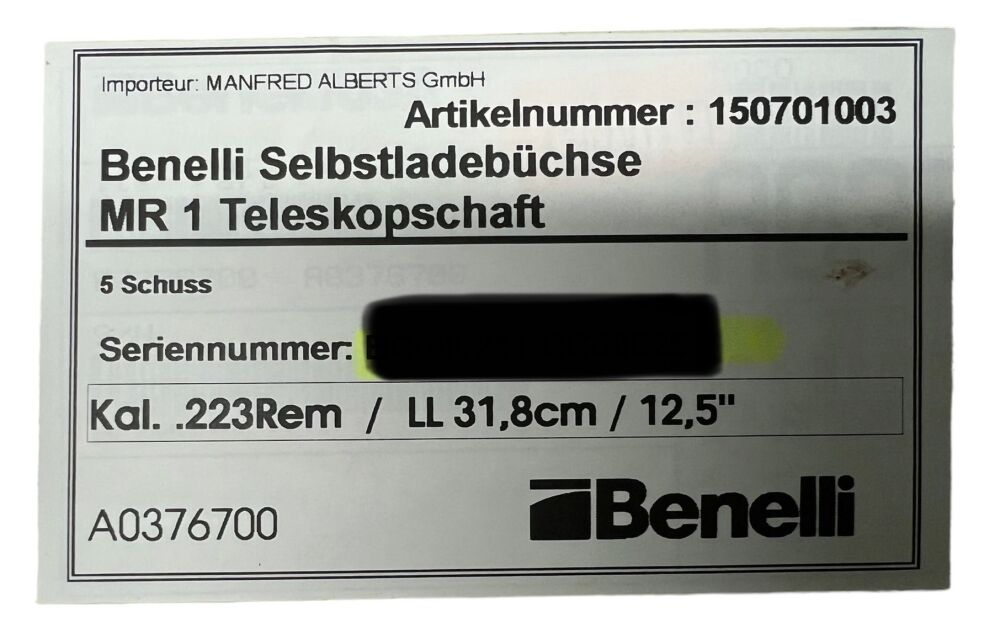 Importeur: MANFRED ALBERTS GmbH
Artikelnummer : 150701003
Benelli Selbstladebüchse
MR 1 Teleskopschaft
5 Schuss
Seriennummer:
Kal. .223Rem / LL 31,8cm / 12,5"
A0376700
Benelli